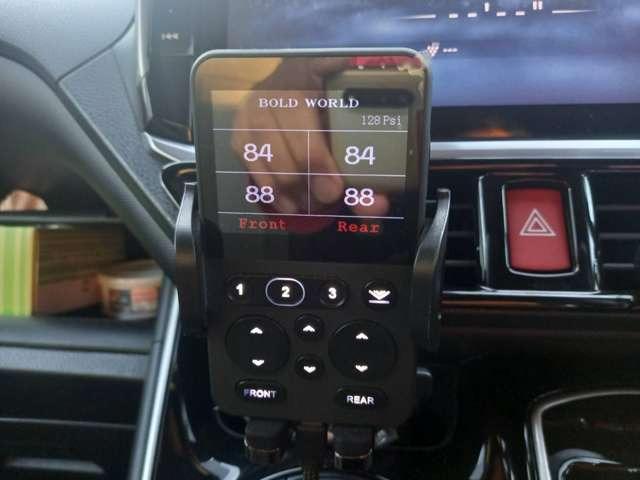 BOLD WORLD
128 Psi
84 84
88 88
Front Rear
1 2 3
FRONT REAR